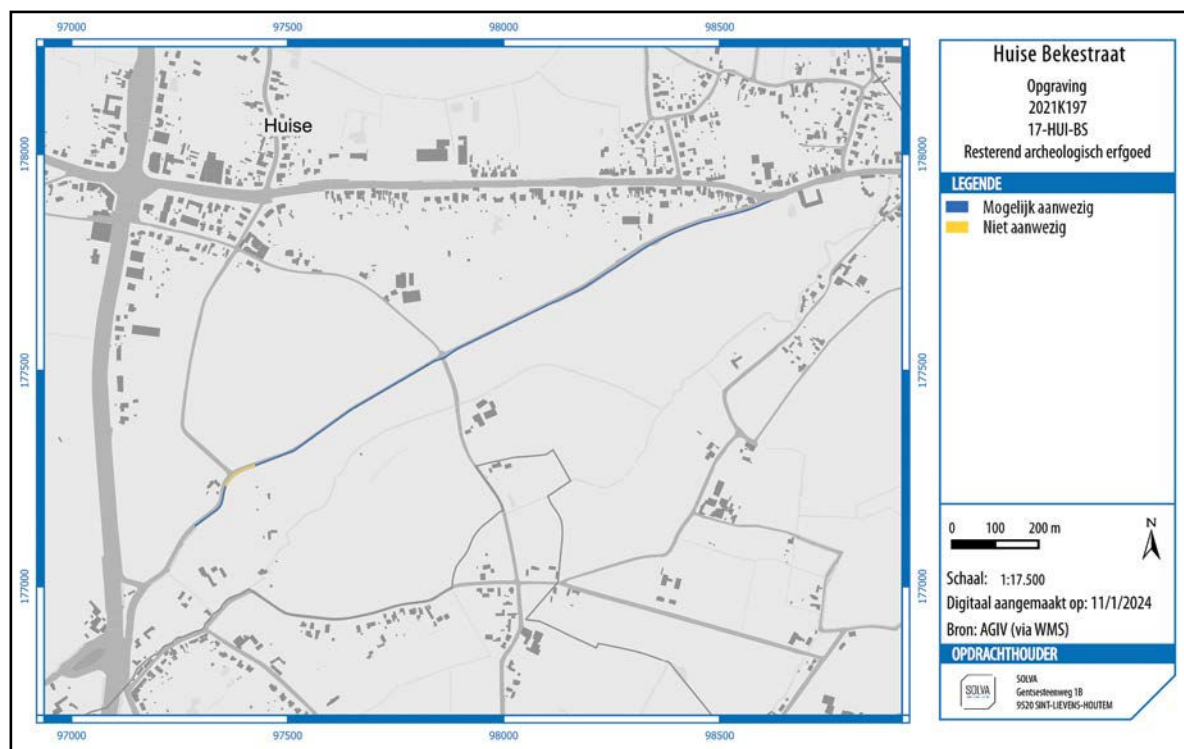 97000 97500 98000 98500
178000
177500
177000
Huise
178000
177500
177000
97000 97500 98000 98500
Huise Bekestraat
Opgraving
2021K197
17-HUI-BS
Resterend archeologisch erfgoed
LEGENDE
Mogelijk aanwezig
Niet aanwezig
0 100 200 m
N
Schaal: 1:17.500
Digitaal aangemaakt op: 11/1/2024
Bron: AGIV (via WMS)
OPDRACHTHOUDER
SOLVA
SOLVA
Gentsesteenweg 1B
9520 SINT-LIEVENS-HOUTEM